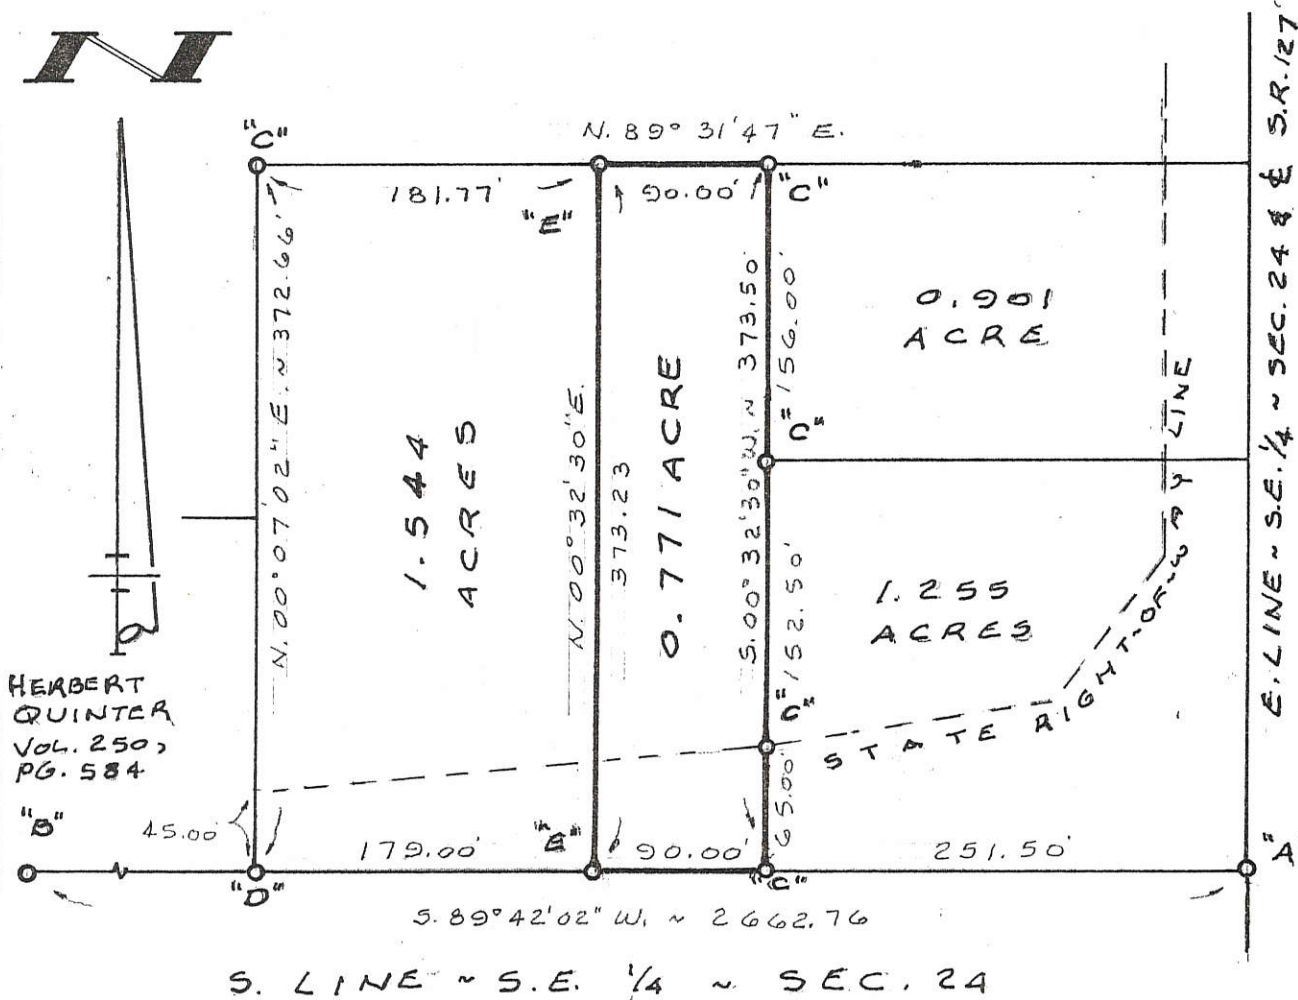 N
E. LINE ~ S.E. 1/4 ~ SEC. 24 & ℄ S.R. 127
"C"
N. 89° 31' 47" E.
181.77'
"E"
90.00'
"C"
N. 00° 07' 02" E. ~ 372.66'
1.544
ACRES
N. 00° 32' 30" E.
373.23
0.771 ACRE
S. 00° 32' 30" W. ~ 373.50'
156.00'
0.901
ACRE
"C"
152.50'
1.255
ACRES
STATE RIGHT-OF-WAY LINE
"C"
65.00'
HERBERT
QUINTER
VOL. 250,
PG. 584
"B"
45.00'
"D"
179.00'
"E"
90.00'
"C"
251.50'
"A"
S. 89° 42' 02" W. ~ 2662.76
S. LINE ~ S.E. 1/4 ~ SEC. 24